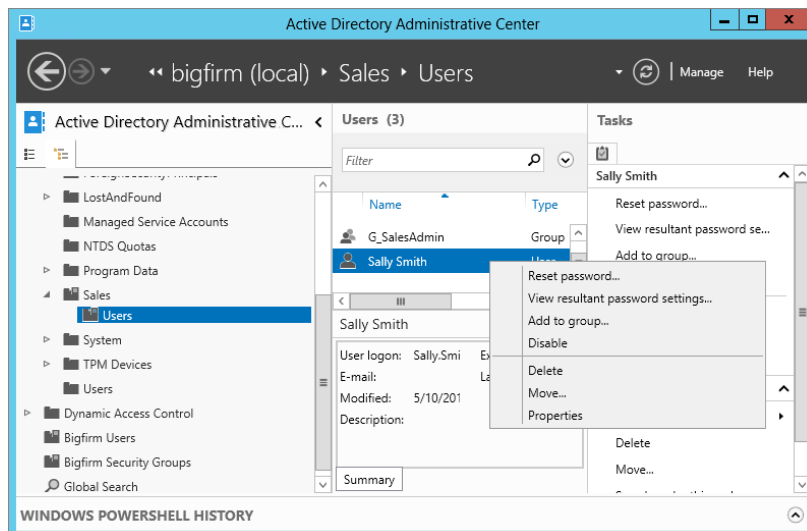 Active Directory Administrative Center
bigfirm (local) Sales Users
Manage Help
Active Directory Administrative C...
LostAndFound
Managed Service Accounts
NTDS Quotas
Program Data
Sales
Users
System
TPM Devices
Users
Dynamic Access Control
Bigfirm Users
Bigfirm Security Groups
Global Search
Users (3)
Filter
Name Type
G_SalesAdmin Group
Sally Smith
Sally Smith
User logon: Sally.Smi
E-mail:
Modified: 5/10/201
Description:
Summary
Reset password...
View resultant password settings...
Add to group...
Disable
Delete
Move...
Properties
Tasks
Sally Smith
Reset password...
View resultant password se...
Add to group...
Delete
Move...
WINDOWS POWERSHELL HISTORY